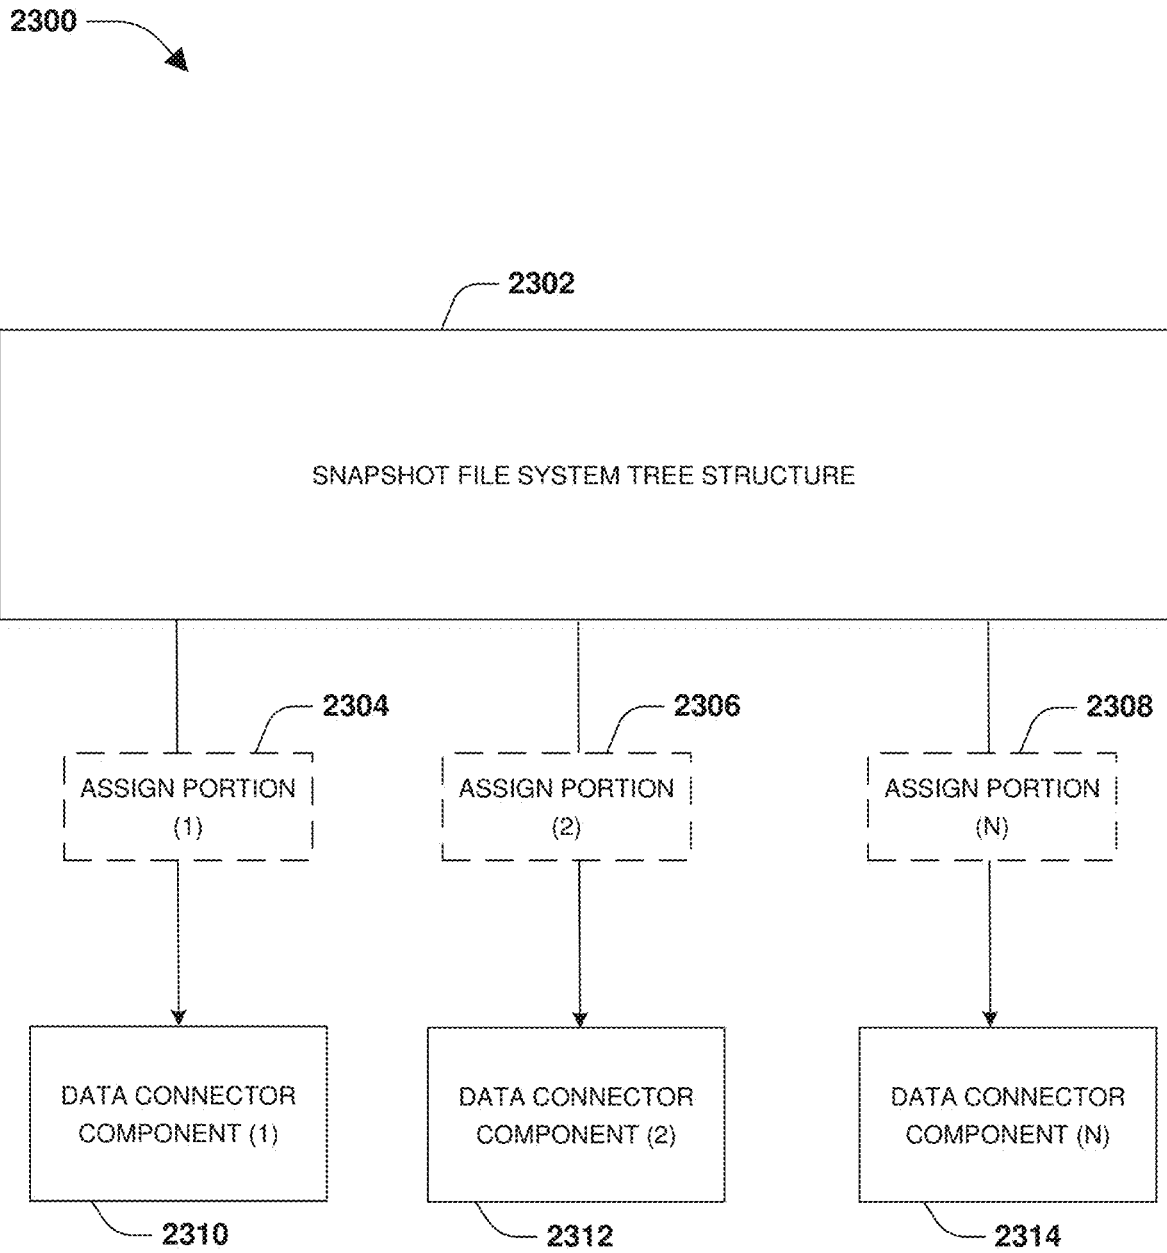 2300
2302
SNAPSHOT FILE SYSTEM TREE STRUCTURE
2304
2306
2308
ASSIGN PORTION
(1)
ASSIGN PORTION
(2)
ASSIGN PORTION
(N)
DATA CONNECTOR
COMPONENT (1)
DATA CONNECTOR
COMPONENT (2)
DATA CONNECTOR
COMPONENT (N)
2310
2312
2314